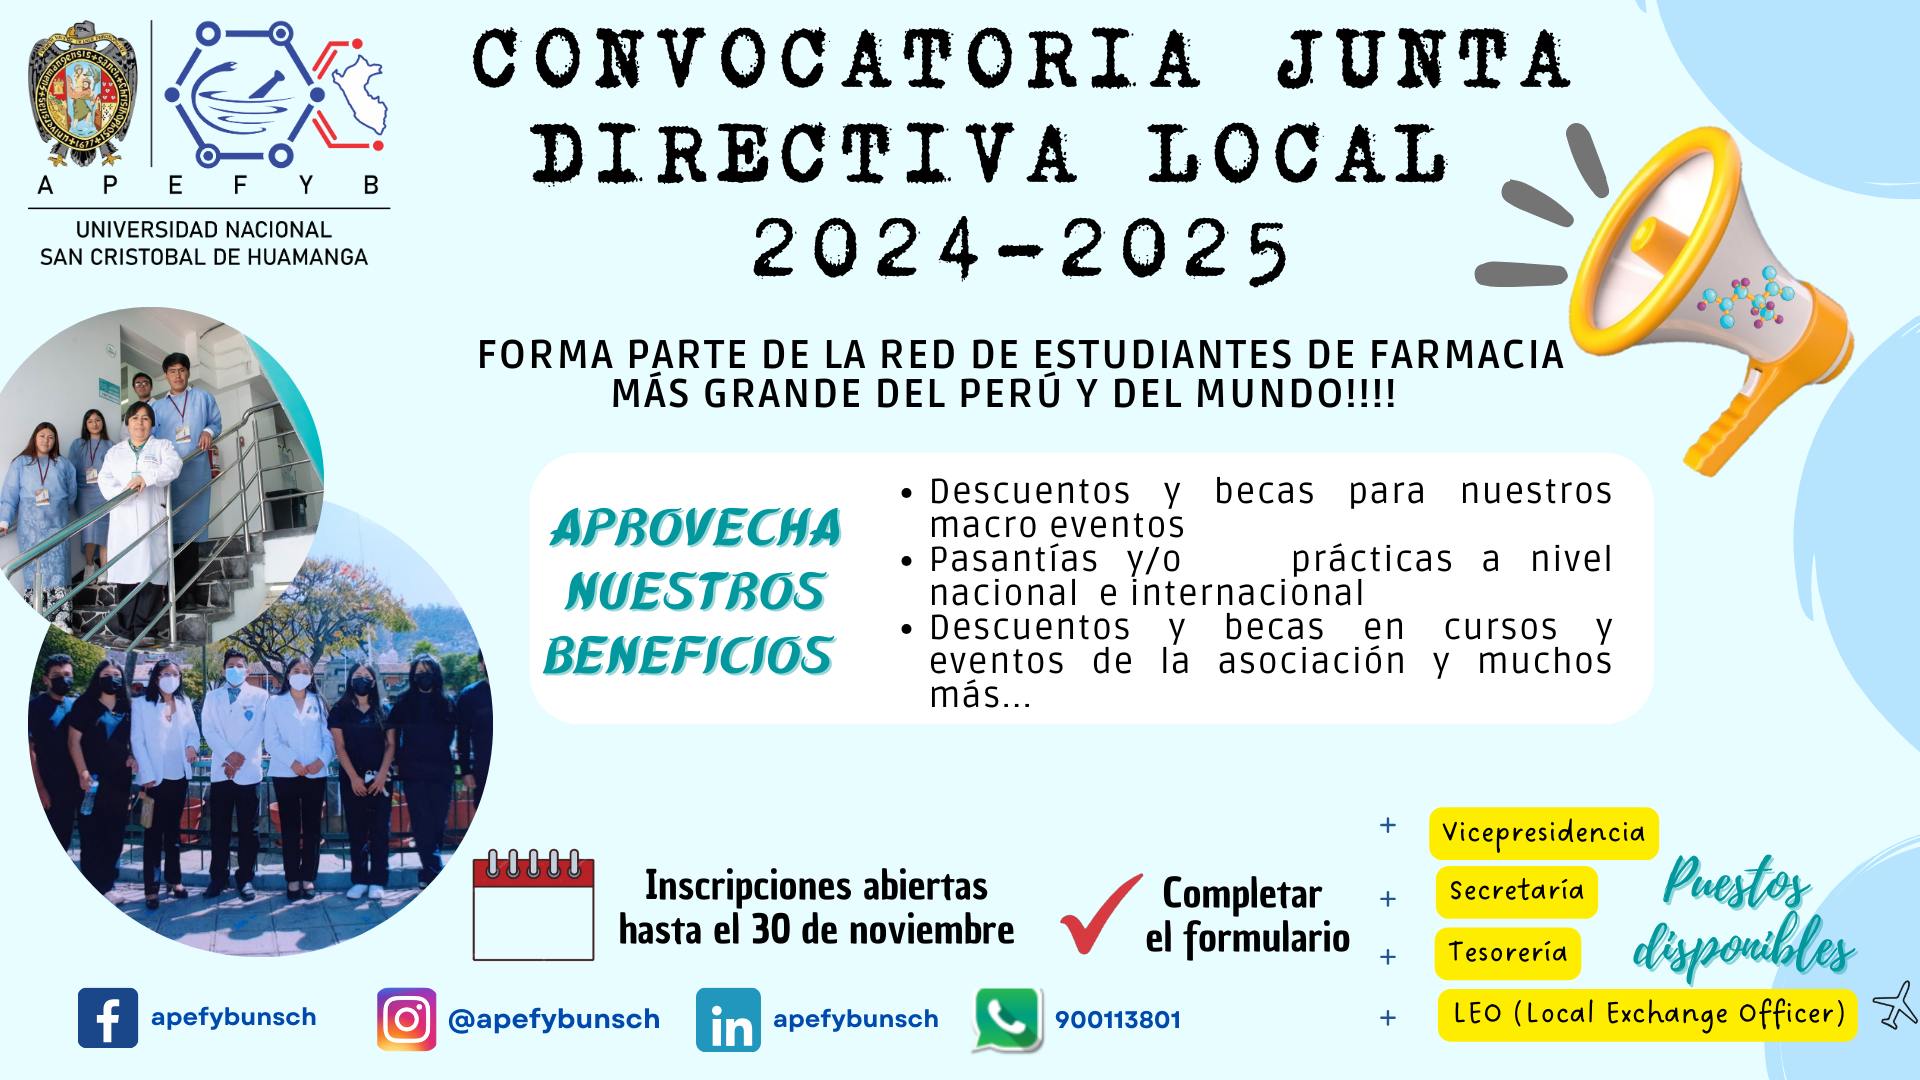 A P E F Y B
UNIVERSIDAD NACIONAL
SAN CRISTOBAL DE HUAMANGA
CONVOCATORIA JUNTA
DIRECTIVA LOCAL
2024-2025
FORMA PARTE DE LA RED DE ESTUDIANTES DE FARMACIA
MÁS GRANDE DEL PERÚ Y DEL MUNDO!!!!
APROVECHA
NUESTROS
BENEFICIOS
• Descuentos y becas para nuestros
macro eventos
• Pasantías y/o prácticas a nivel
nacional e internacional
• Descuentos y becas en cursos y
eventos de la asociación y muchos
más...
Inscripciones abiertas
hasta el 30 de noviembre
Completar
el formulario
+ Vicepresidencia
+ Secretaría
+ Tesorería
+ LEO (Local Exchange Officer)
Puestos
disponibles
apefybunsch
@apefybunsch
apefybunsch
900113801